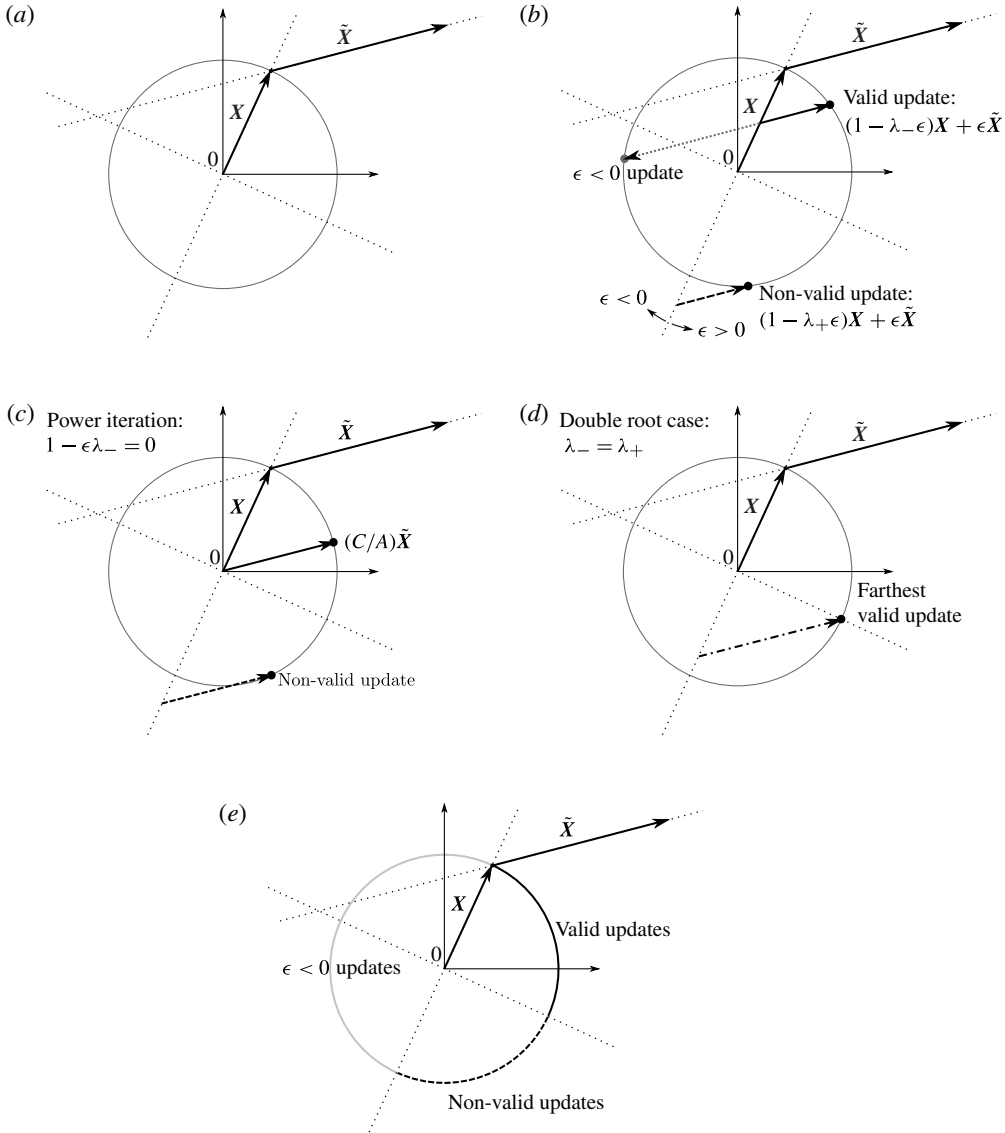 (a)
X̃
X
0
(b)
X̃
X
Valid update:
(1 − λ₋ϵ)X + ϵX̃
0
ϵ < 0 update
ϵ < 0
ϵ > 0
Non-valid update:
(1 − λ₊ϵ)X + ϵX̃
(c)
Power iteration:
1 − ϵλ₋ = 0
X̃
X
0
(C/A)X̃
Non-valid update
(d)
Double root case:
λ₋ = λ₊
X̃
X
0
Farthest
valid update
(e)
X̃
X
Valid updates
0
ϵ < 0 updates
Non-valid updates